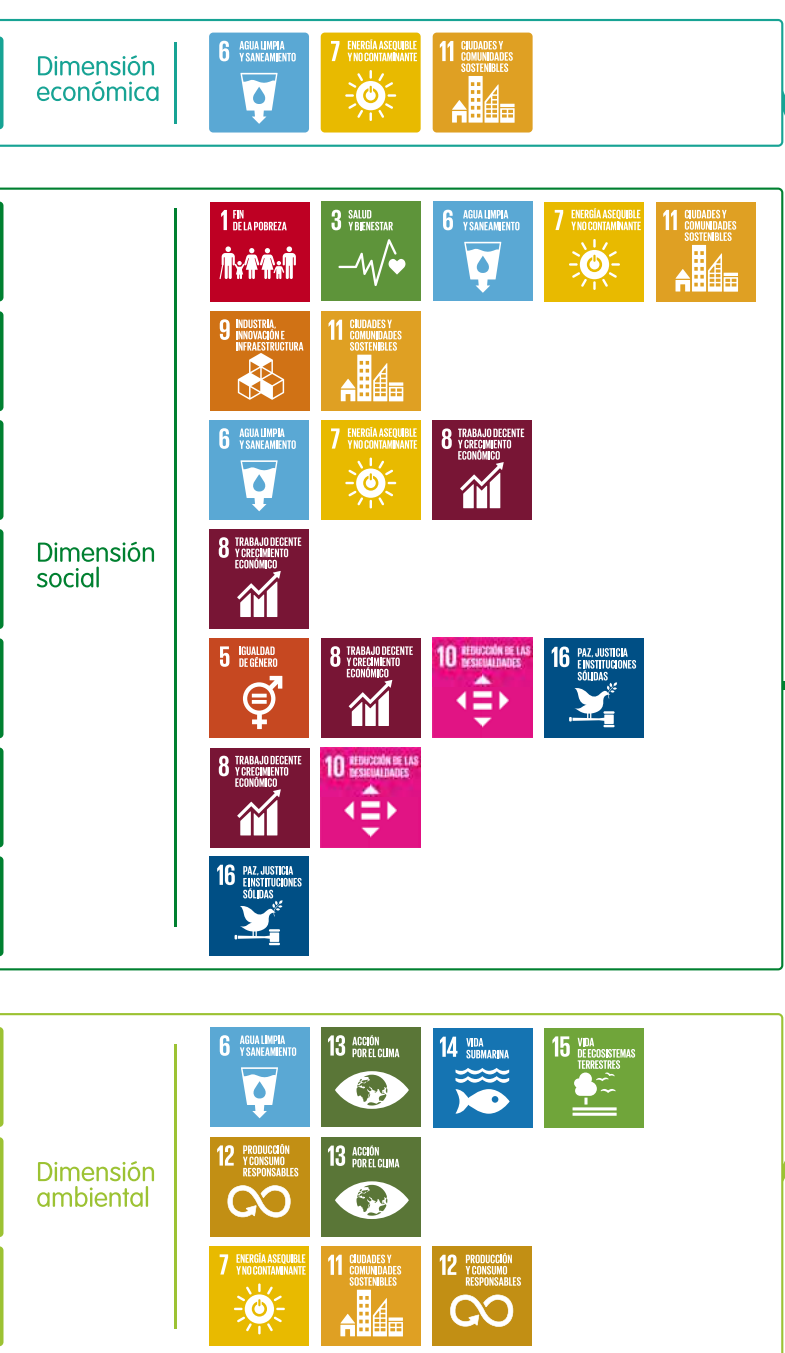 Dimensión
económica
6 AGUA LIMPIA
Y SANEAMIENTO
7 ENERGÍA ASEQUIBLE
Y NO CONTAMINANTE
11 CIUDADES Y
COMUNIDADES
SOSTENIBLES
Dimensión
social
1 FIN
DE LA POBREZA
3 SALUD
Y BIENESTAR
6 AGUA LIMPIA
Y SANEAMIENTO
7 ENERGÍA ASEQUIBLE
Y NO CONTAMINANTE
11 CIUDADES Y
COMUNIDADES
SOSTENIBLES
9 INDUSTRIA,
INNOVACIÓN E
INFRAESTRUCTURA
11 CIUDADES Y
COMUNIDADES
SOSTENIBLES
6 AGUA LIMPIA
Y SANEAMIENTO
7 ENERGÍA ASEQUIBLE
Y NO CONTAMINANTE
8 TRABAJO DECENTE
Y CRECIMIENTO
ECONÓMICO
8 TRABAJO DECENTE
Y CRECIMIENTO
ECONÓMICO
5 IGUALDAD
DE GÉNERO
8 TRABAJO DECENTE
Y CRECIMIENTO
ECONÓMICO
10 REDUCCIÓN DE LAS
DESIGUALDADES
16 PAZ, JUSTICIA
E INSTITUCIONES
SÓLIDAS
8 TRABAJO DECENTE
Y CRECIMIENTO
ECONÓMICO
10 REDUCCIÓN DE LAS
DESIGUALDADES
16 PAZ, JUSTICIA
E INSTITUCIONES
SÓLIDAS
Dimensión
ambiental
6 AGUA LIMPIA
Y SANEAMIENTO
13 ACCIÓN
POR EL CLIMA
14 VIDA
SUBMARINA
15 VIDA
DE ECOSISTEMAS
TERRESTRES
12 PRODUCCIÓN
Y CONSUMO
RESPONSABLES
13 ACCIÓN
POR EL CLIMA
7 ENERGÍA ASEQUIBLE
Y NO CONTAMINANTE
11 CIUDADES Y
COMUNIDADES
SOSTENIBLES
12 PRODUCCIÓN
Y CONSUMO
RESPONSABLES